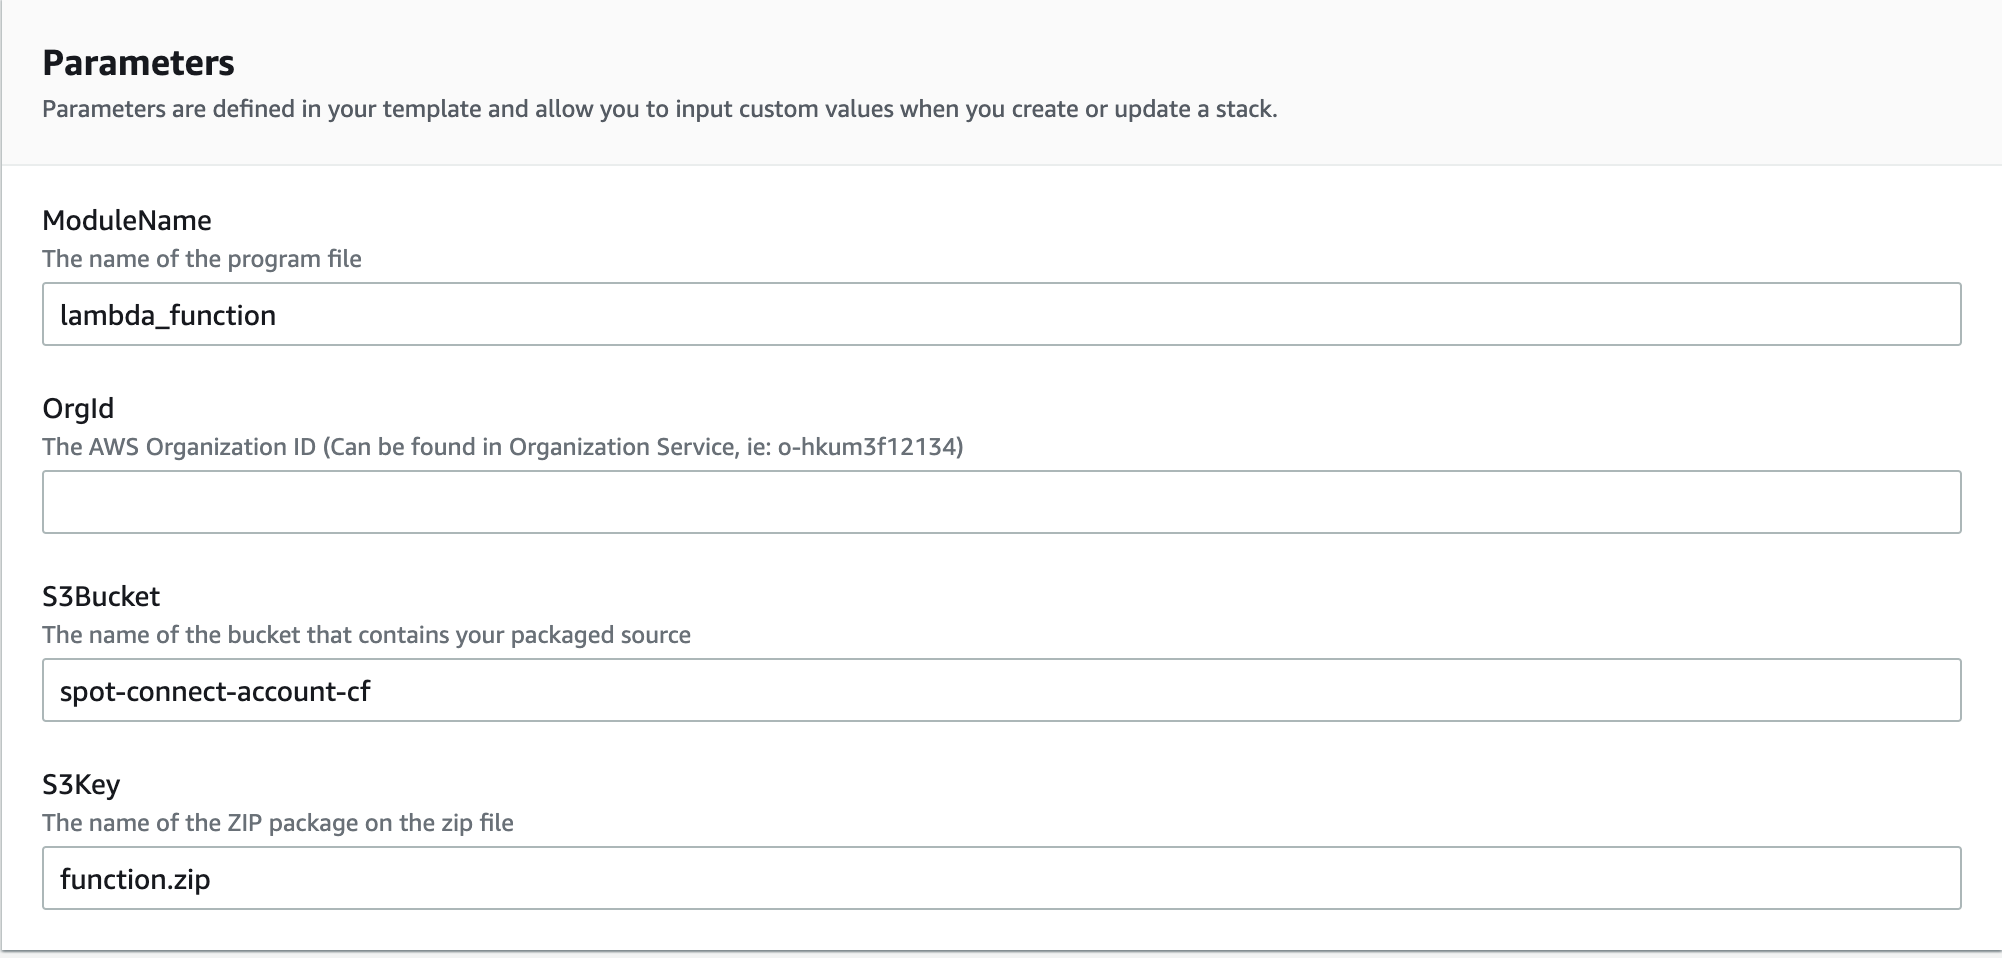 Parameters
Parameters are defined in your template and allow you to input custom values when you create or update a stack.
ModuleName
The name of the program file
lambda_function
OrgId
The AWS Organization ID (Can be found in Organization Service, ie: o-hkum3f12134)
S3Bucket
The name of the bucket that contains your packaged source
spot-connect-account-cf
S3Key
The name of the ZIP package on the zip file
function.zip